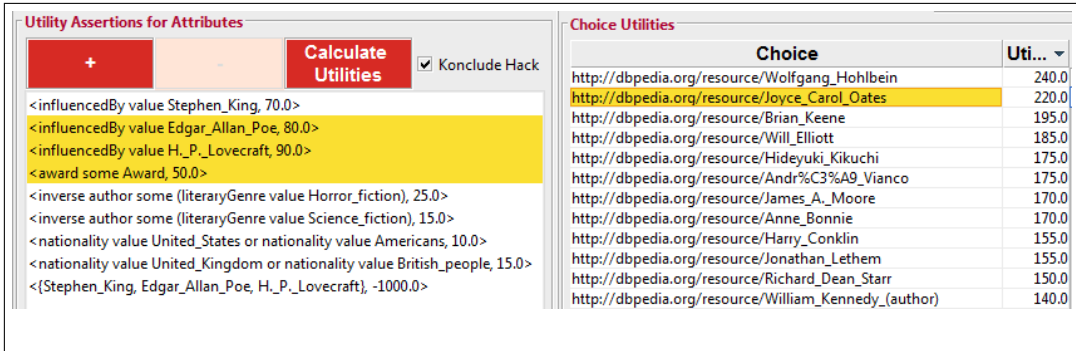 Utility Assertions for Attributes
+
-
Calculate
Utilities
Konclude Hack
<influencedBy value Stephen_King, 70.0>
<influencedBy value Edgar_Allan_Poe, 80.0>
<influencedBy value H._P._Lovecraft, 90.0>
<award some Award, 50.0>
<inverse author some (literaryGenre value Horror_fiction), 25.0>
<inverse author some (literaryGenre value Science_fiction), 15.0>
<nationality value United_States or nationality value Americans, 10.0>
<nationality value United_Kingdom or nationality value British_people, 15.0>
<{Stephen_King, Edgar_Allan_Poe, H._P._Lovecraft}, -1000.0>
Choice Utilities
Choice Uti...
http://dbpedia.org/resource/Wolfgang_Hohlbein 240.0
http://dbpedia.org/resource/Joyce_Carol_Oates 220.0
http://dbpedia.org/resource/Brian_Keene 195.0
http://dbpedia.org/resource/Will_Elliott 185.0
http://dbpedia.org/resource/Hideyuki_Kikuchi 175.0
http://dbpedia.org/resource/Andr%C3%A9_Vianco 175.0
http://dbpedia.org/resource/James_A._Moore 170.0
http://dbpedia.org/resource/Anne_Bonnie 170.0
http://dbpedia.org/resource/Harry_Conklin 155.0
http://dbpedia.org/resource/Jonathan_Lethem 155.0
http://dbpedia.org/resource/Richard_Dean_Starr 150.0
http://dbpedia.org/resource/William_Kennedy_(author) 140.0